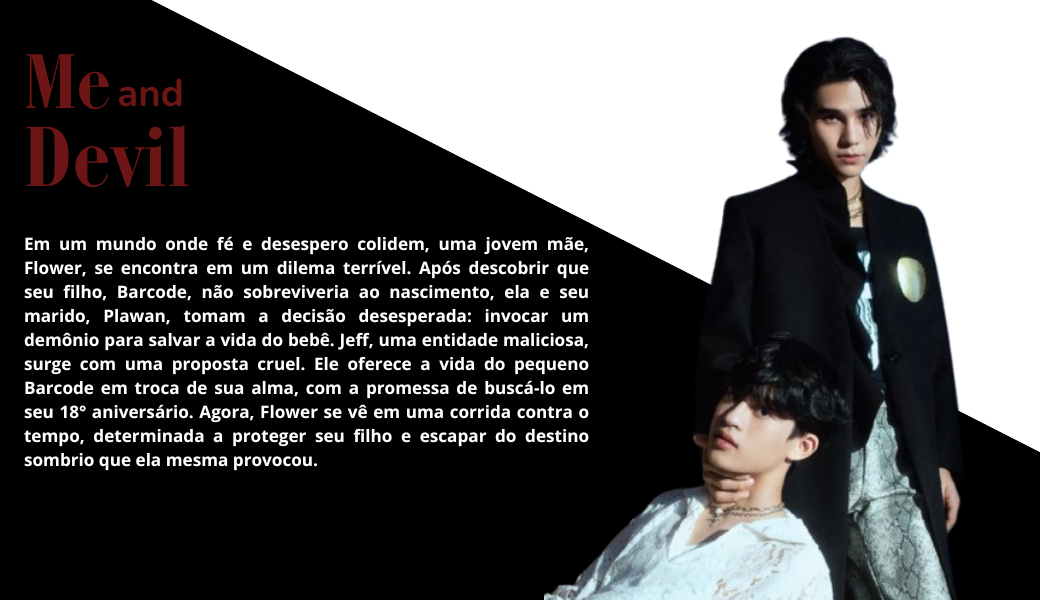 Me and
Devil
Em um mundo onde fé e desespero colidem, uma jovem mãe,
Flower, se encontra em um dilema terrível. Após descobrir que
seu filho, Barcode, não sobreviveria ao nascimento, ela e seu
marido, Plawan, tomam a decisão desesperada: invocar um
demônio para salvar a vida do bebê. Jeff, uma entidade maliciosa,
surge com uma proposta cruel. Ele oferece a vida do pequeno
Barcode em troca de sua alma, com a promessa de buscá-lo em
seu 18° aniversário. Agora, Flower se vê em uma corrida contra o
tempo, determinada a proteger seu filho e escapar do destino
sombrio que ela mesma provocou.